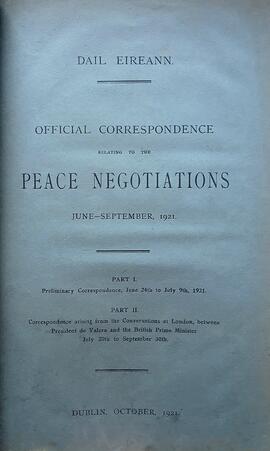 DAIL EIREANN.
OFFICIAL CORRESPONDENCE
RELATING TO THE
PEACE NEGOTIATIONS
JUNE—SEPTEMBER, 1921.
PART I.
Preliminary Correspondence, June 24th to July 9th, 1921.
PART II.
Correspondence arising from the Conversations at London, between
President de Valera and the British Prime Minister
July 20th to September 30th.
DUBLIN, OCTOBER, 1921.